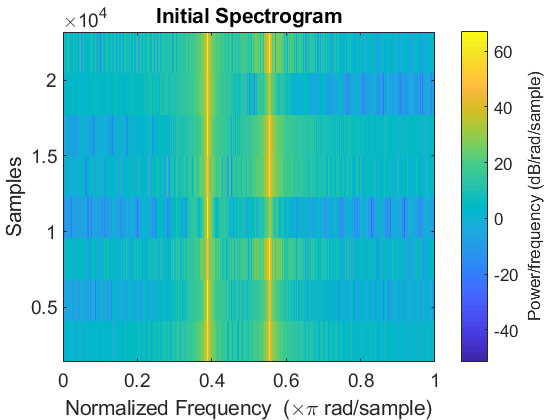 Initial Spectrogram
×10⁴
2
1.5
1
0.5
0 0.2 0.4 0.6 0.8 1
Samples
Normalized Frequency (×π rad/sample)
60
40
20
0
-20
-40
Power/frequency (dB/rad/sample)